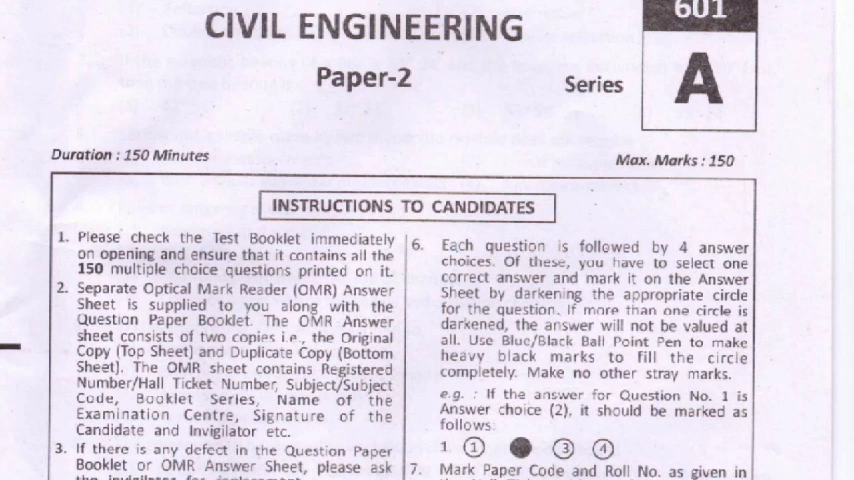 601
CIVIL ENGINEERING
Paper-2
Series
A
Duration : 150 Minutes
Max. Marks : 150
INSTRUCTIONS TO CANDIDATES
1. Please check the Test Booklet immediately
on opening and ensure that it contains all the
150 multiple choice questions printed on it.
2. Separate Optical Mark Reader (OMR) Answer
Sheet is supplied to you along with the
Question Paper Booklet. The OMR Answer
sheet consists of two copies i.e., the Original
Copy (Top Sheet) and Duplicate Copy (Bottom
Sheet). The OMR sheet contains Registered
Number/Hall Ticket Number, Subject/Subject
Code, Booklet Series, Name of the
Examination Centre, Signature of the
Candidate and Invigilator etc.
3. If there is any defect in the Question Paper
Booklet or OMR Answer Sheet, please ask
the invigilator for replacement.
6. Each question is followed by 4 answer
choices. Of these, you have to select one
correct answer and mark it on the Answer
Sheet by darkening the appropriate circle
for the question. If more than one circle is
darkened, the answer will not be valued at
all. Use Blue/Black Ball Point Pen to make
heavy black marks to fill the circle
completely. Make no other stray marks.
e.g. : If the answer for Question No. 1 is
Answer choice (2), it should be marked as
follows:
1. 1 3 4
7. Mark Paper Code and Roll No. as given in